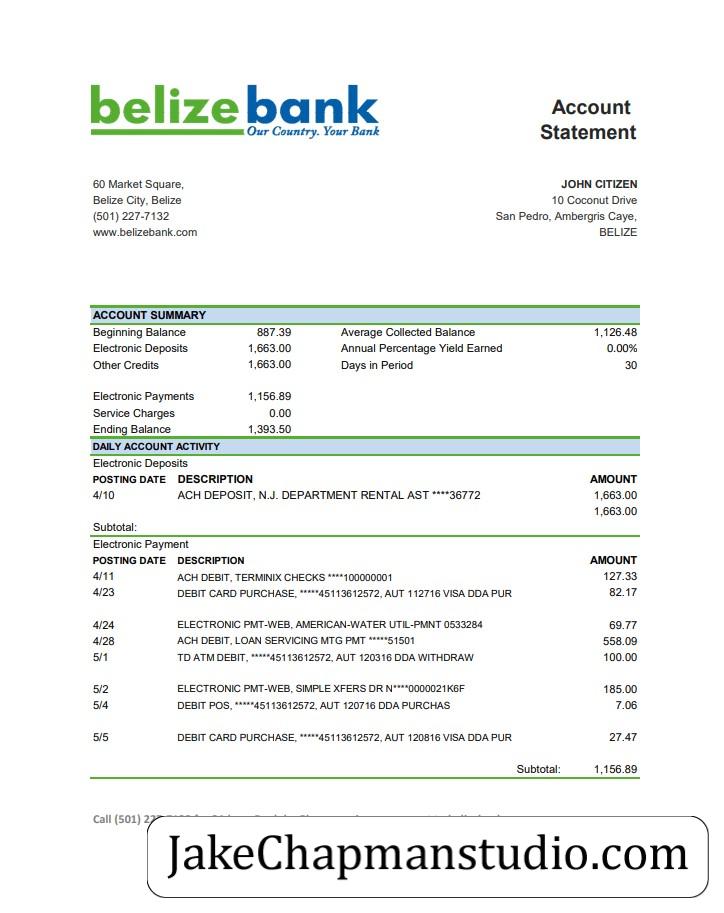 belizebank
Our Country. Your Bank
Account
Statement
60 Market Square,
Belize City, Belize
(501) 227-7132
www.belizebank.com
JOHN CITIZEN
10 Coconut Drive
San Pedro, Ambergris Caye,
BELIZE
ACCOUNT SUMMARY
Beginning Balance 887.39 Average Collected Balance 1,126.48
Electronic Deposits 1,663.00 Annual Percentage Yield Earned 0.00%
Other Credits 1,663.00 Days in Period 30
Electronic Payments 1,156.89
Service Charges 0.00
Ending Balance 1,393.50
DAILY ACCOUNT ACTIVITY
Electronic Deposits
POSTING DATE DESCRIPTION AMOUNT
4/10 ACH DEPOSIT, N.J. DEPARTMENT RENTAL AST ****36772 1,663.00
1,663.00
Subtotal:
Electronic Payment
POSTING DATE DESCRIPTION AMOUNT
4/11 ACH DEBIT, TERMINIX CHECKS ****100000001 127.33
4/23 DEBIT CARD PURCHASE, *****45113612572, AUT 112716 VISA DDA PUR 82.17
4/24 ELECTRONIC PMT-WEB, AMERICAN-WATER UTIL-PMNT 0533284 69.77
4/28 ACH DEBIT, LOAN SERVICING MTG PMT *****51501 558.09
5/1 TD ATM DEBIT, *****45113612572, AUT 120316 DDA WITHDRAW 100.00
5/2 ELECTRONIC PMT-WEB, SIMPLE XFERS DR N****0000021K6F 185.00
5/4 DEBIT POS, *****45113612572, AUT 120716 DDA PURCHAS 7.06
5/5 DEBIT CARD PURCHASE, *****45113612572, AUT 120816 VISA DDA PUR 27.47
Subtotal: 1,156.89
Call (501)
JakeChapmanstudio.com